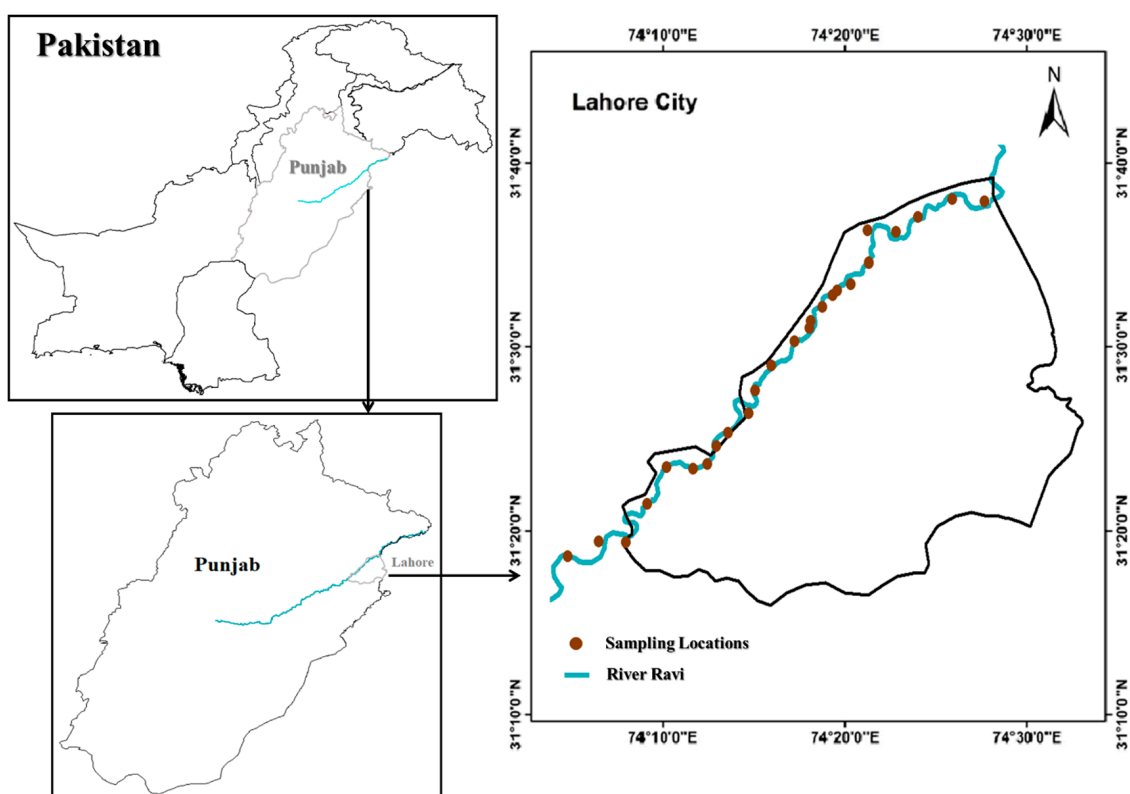 Pakistan
Punjab
Punjab
Lahore
74°10'0"E
74°20'0"E
74°30'0"E
Lahore City
N
31°40'0"N
31°40'0"N
31°30'0"N
31°30'0"N
31°20'0"N
31°20'0"N
Sampling Locations
River Ravi
31°10'0"N
31°10'0"N
74°10'0"E
74°20'0"E
74°30'0"E